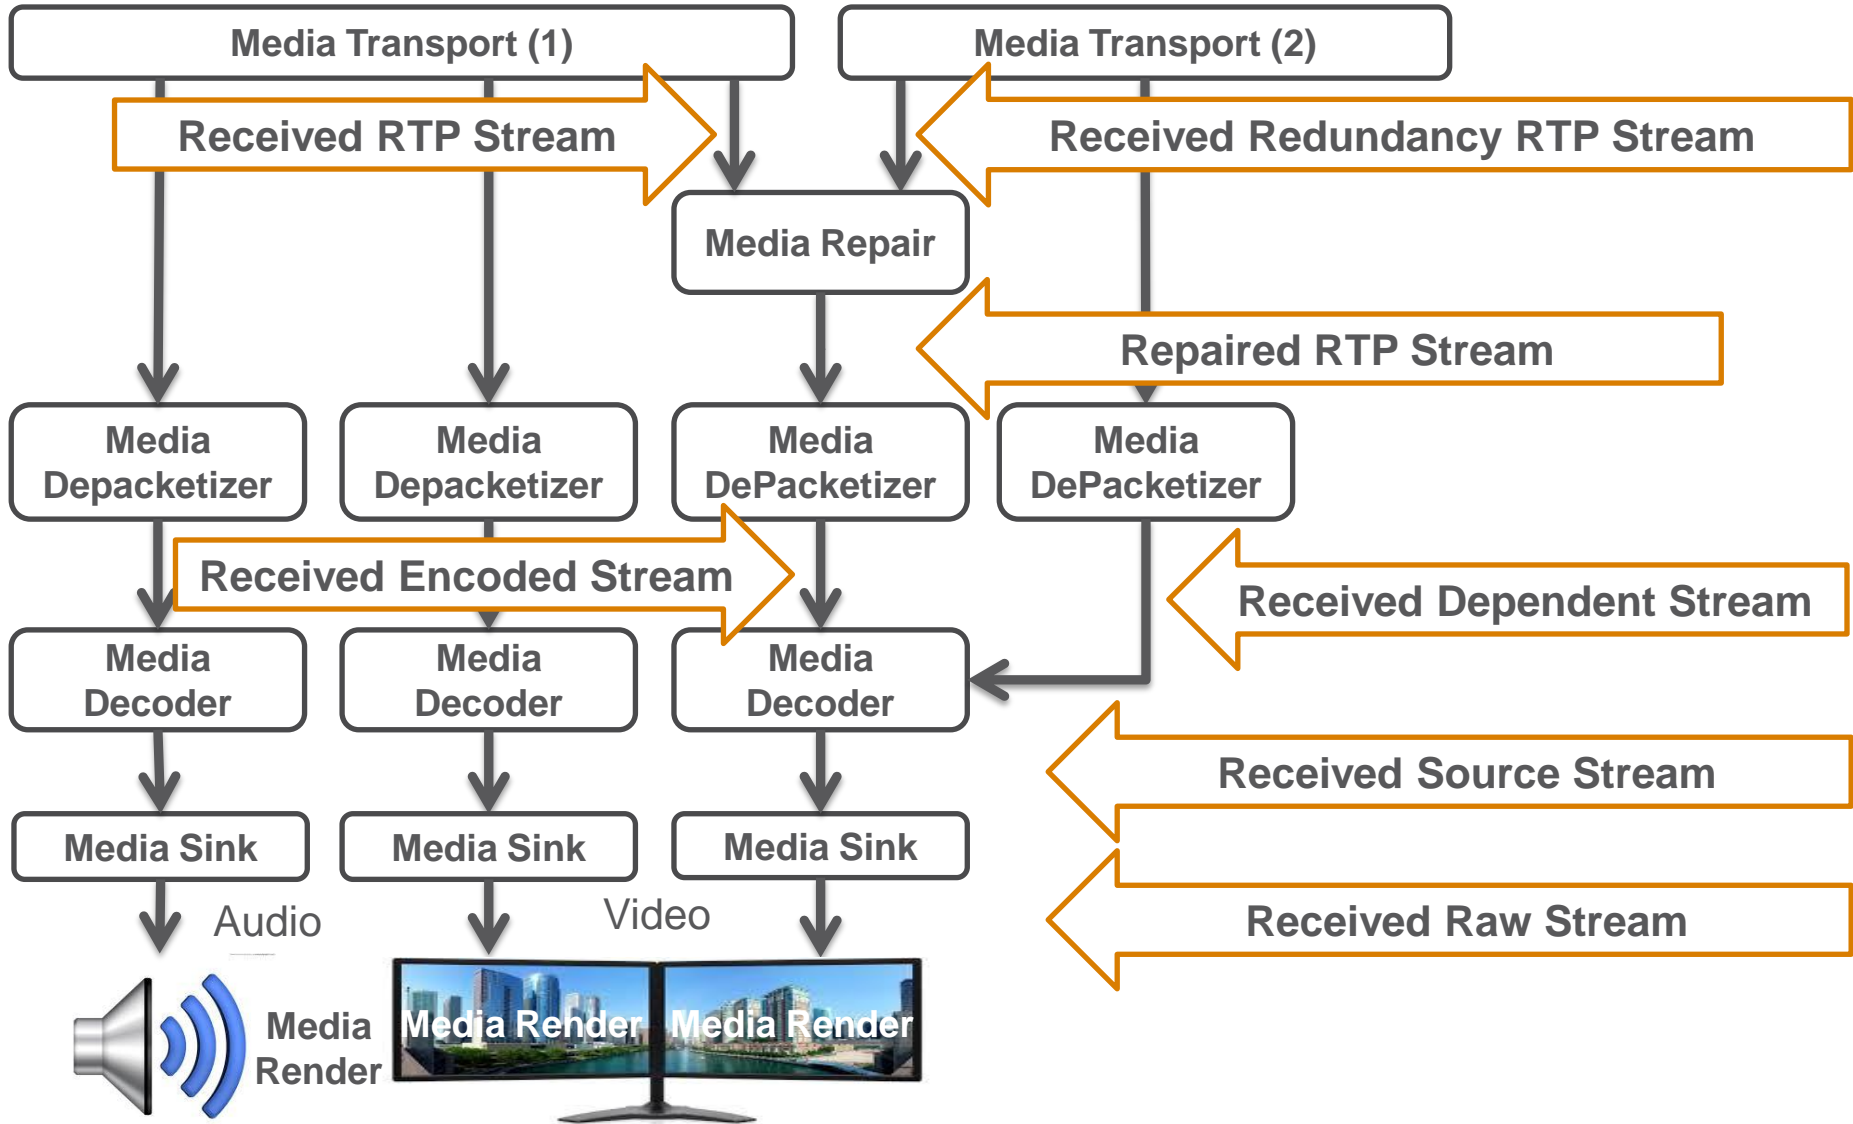 Media Transport (1)
Media Transport (2)
Received RTP Stream
Received Redundancy RTP Stream
Media Repair
Repaired RTP Stream
Media
Depacketizer
Media
Depacketizer
Media
DePacketizer
Media
DePacketizer
Received Encoded Stream
Received Dependent Stream
Media
Decoder
Media
Decoder
Media
Decoder
Received Source Stream
Media Sink
Media Sink
Media Sink
Audio
Video
Received Raw Stream
Media
Render
Media Render
Media Render